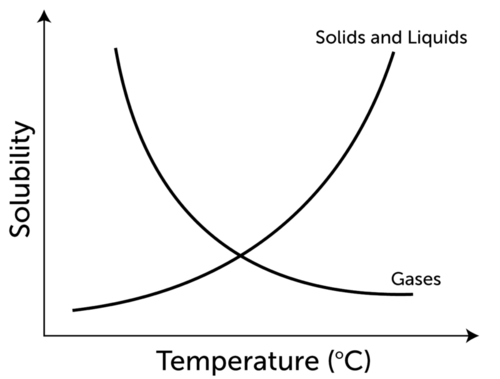 Solids and Liquids
Solubility
Gases
Temperature (°C)